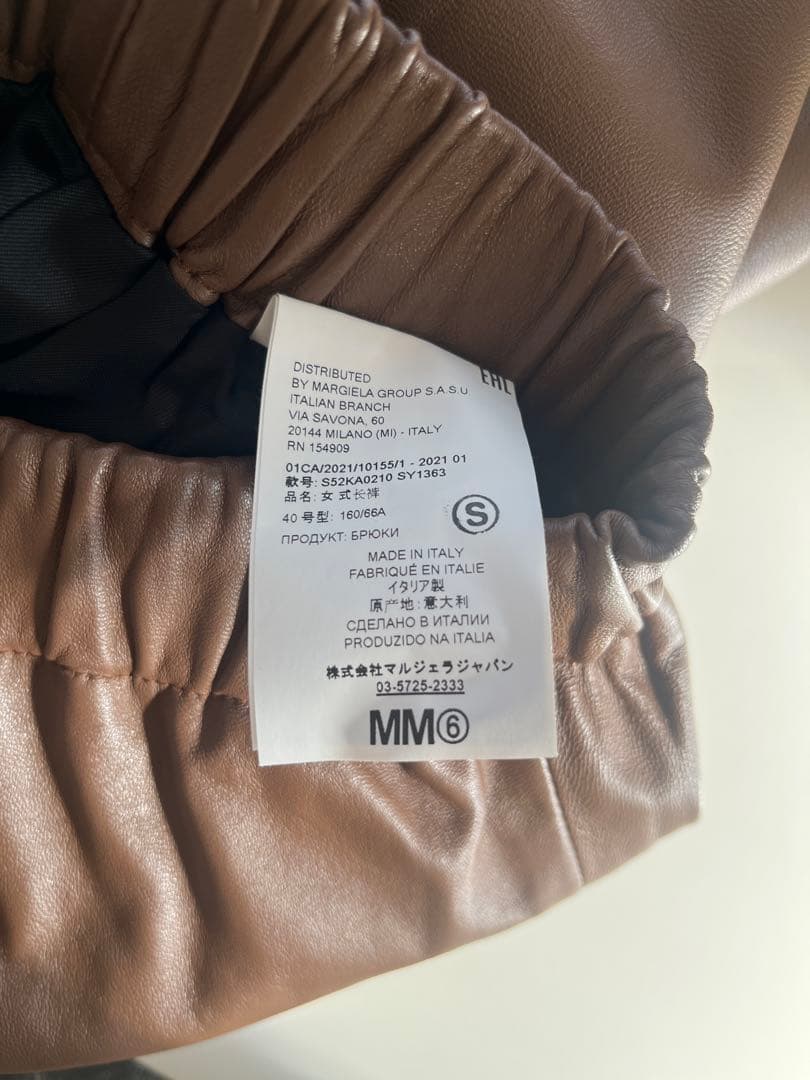 DISTRIBUTED
BY MARGIELA GROUP S.A.S.U
ITALIAN BRANCH
VIA SAVONA, 60
20144 MILANO (MI) - ITALY
RN 154909
EAC
01CA/2021/10155/1 - 2021 01
款号: S52KA0210 SY1363
品名: 女式长裤
40 号型: 160/66A
S
ПРОДУКТ: БРЮКИ
MADE IN ITALY
FABRIQUÉ EN ITALIE
イタリア製
原产地: 意大利
СДЕЛАНО В ИТАЛИИ
PRODUZIDO NA ITALIA
株式会社マルジェラジャパン
03-5725-2333
MM⑥